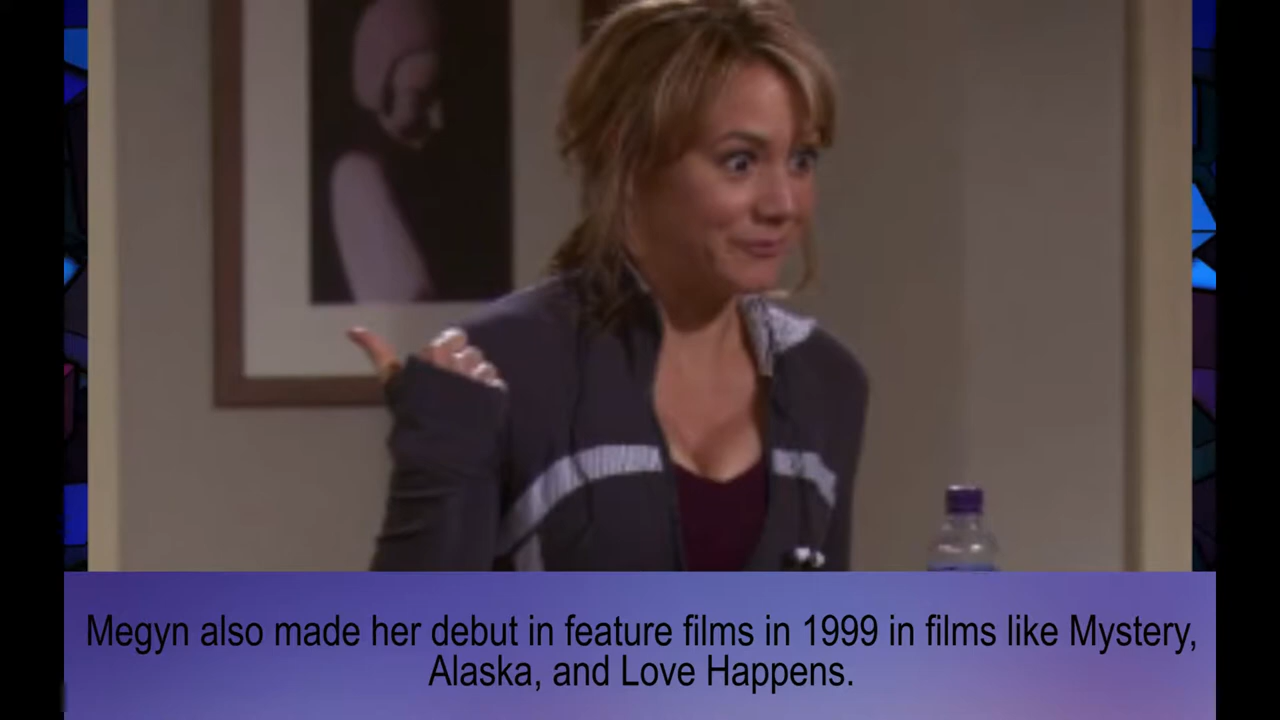 Megyn also made her debut in feature films in 1999 in films like Mystery,
Alaska, and Love Happens.